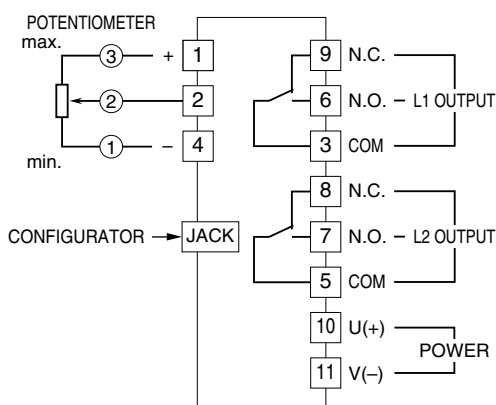 POTENTIOMETER
max.
3 + 1
2 2
1 – 4
min.
CONFIGURATOR JACK
9 N.C.
6 N.O. L1 OUTPUT
3 COM
8 N.C.
7 N.O. L2 OUTPUT
5 COM
10 U(+)
POWER
11 V(–)